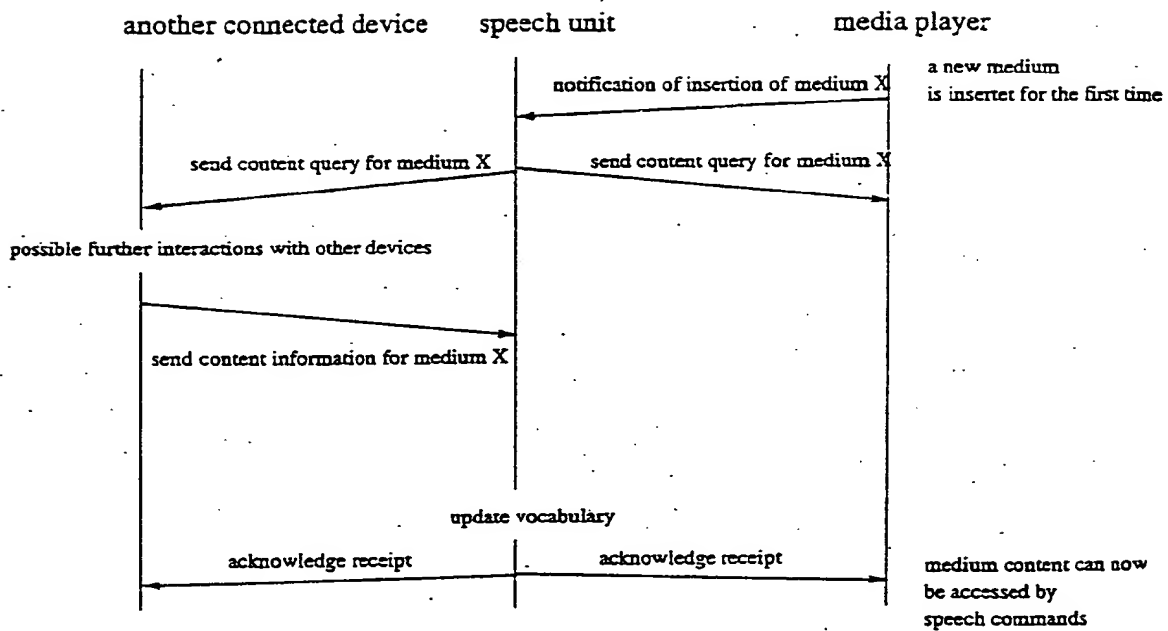 another connected device speech unit media player
a new medium
is insertet for the first time
notification of insertion of medium X
send content query for medium X
send content query for medium X
possible further interactions with other devices
send content information for medium X
update vocabulary
acknowledge receipt
acknowledge receipt
medium content can now
be accessed by
speech commands